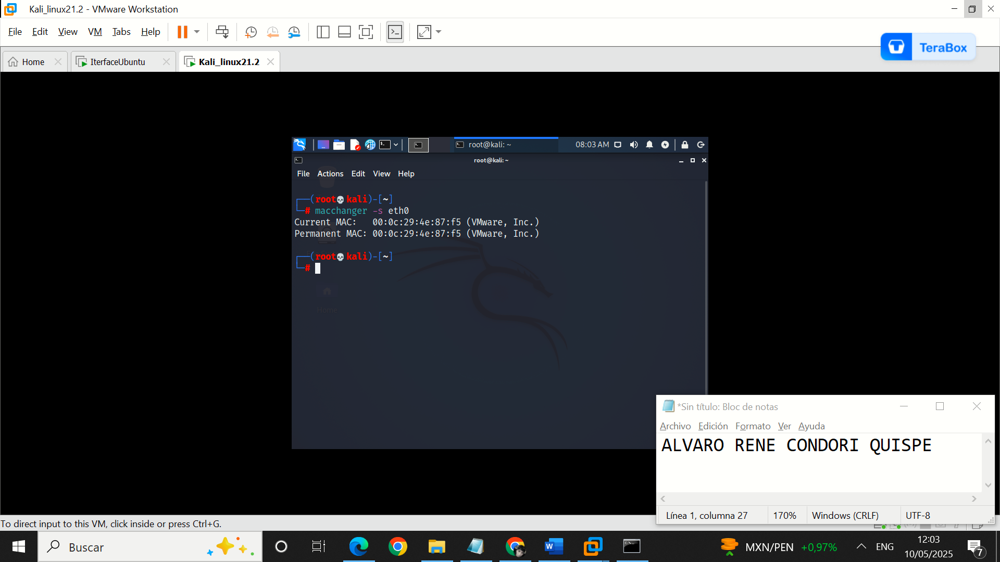 Kali_linux21.2 - VMware Workstation
File Edit View VM Tabs Help
TeraBox
Home IterfaceUbuntu Kali_linux21.2
root@kali: ~ 08:03 AM
root@kali: ~
File Actions Edit View Help
┌──(root💀kali)-[~]
└─# macchanger -s eth0
Current MAC:   00:0c:29:4e:87:f5 (VMware, Inc.)
Permanent MAC: 00:0c:29:4e:87:f5 (VMware, Inc.)
┌──(root💀kali)-[~]
└─#
Home
*Sin título: Bloc de notas
Archivo Edición Formato Ver Ayuda
ALVARO RENE CONDORI QUISPE
Línea 1, columna 27 170% Windows (CRLF) UTF-8
To direct input to this VM, click inside or press Ctrl+G.
Buscar MXN/PEN +0,97% ENG 12:03
10/05/2025 7